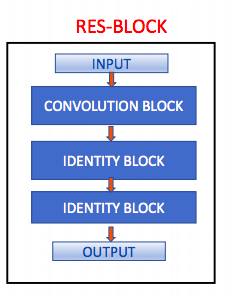 RES-BLOCK
INPUT
CONVOLUTION BLOCK
IDENTITY BLOCK
IDENTITY BLOCK
OUTPUT